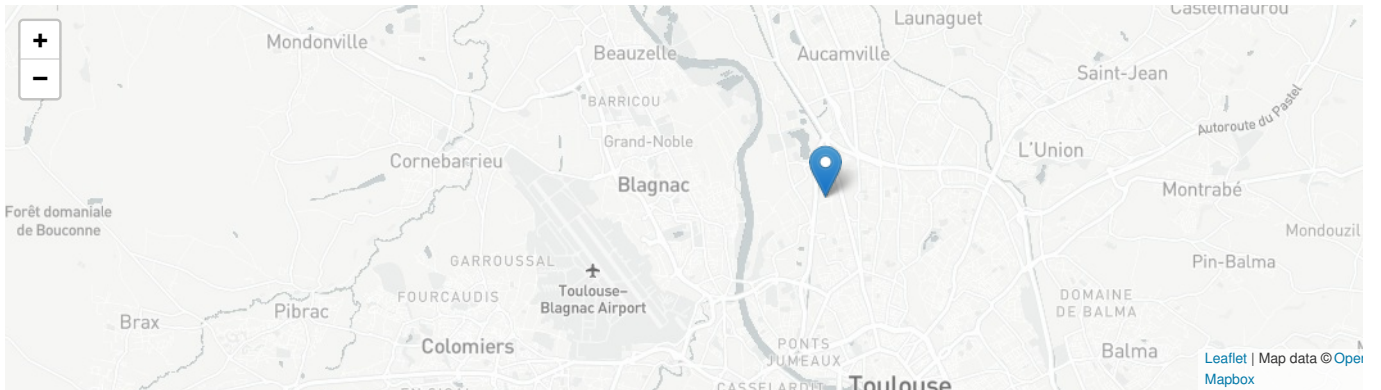 Castelmaurou
Launaguet
+
Mondonville
Beauzelle
Aucamville
−
Saint-Jean
BARRICOU
Autoroute du Pastel
Grand-Noble
L'Union
Cornebarrieu
Blagnac
Montrabé
Forêt domaniale
de Bouconne
Mondouzil
GARROUSSAL
Pin-Balma
Toulouse–
Blagnac Airport
FOURCAUDIS
DOMAINE
DE BALMA
Pibrac
Brax
Colomiers
PONTS
JUMEAUX
Balma
Leaflet | Map data © Open
Mapbox
CASSELARDIT
Toulouse